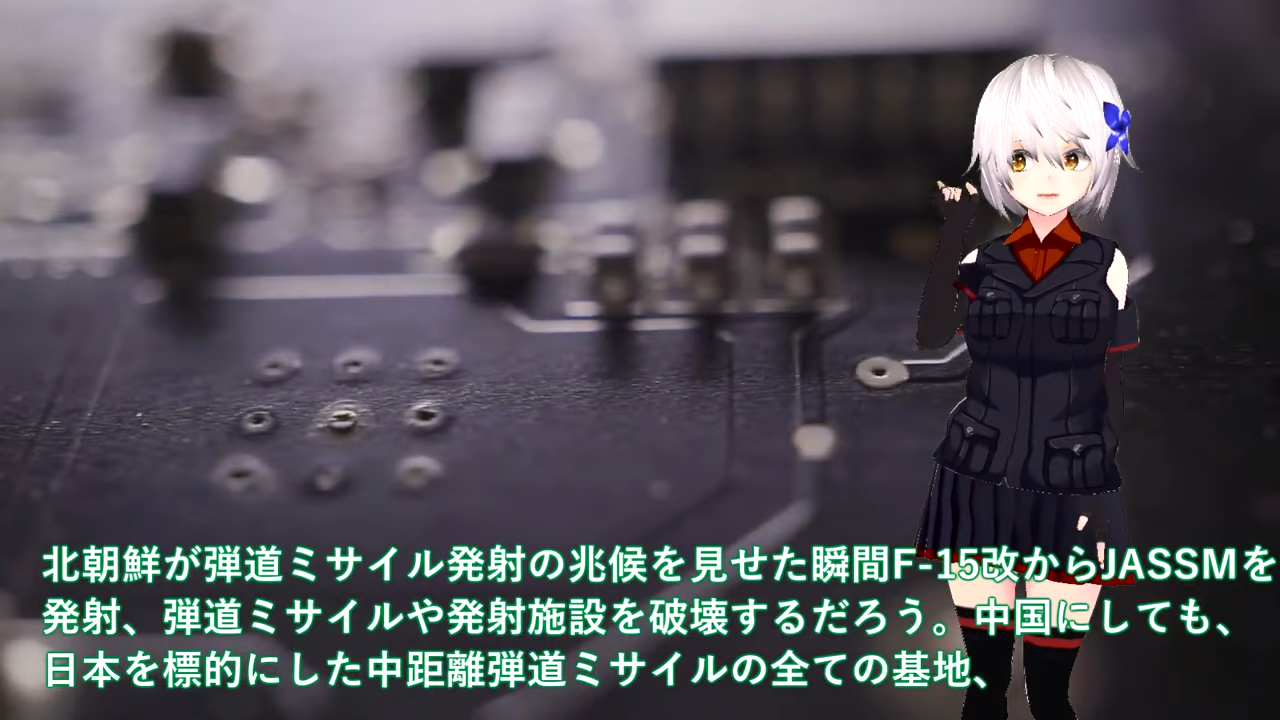 北朝鮮が弾道ミサイル発射の兆候を見せた瞬間F-15改からJASSMを
発射、弾道ミサイルや発射施設を破壊するだろう。中国にしても、
日本を標的にした中距離弾道ミサイルの全ての基地、